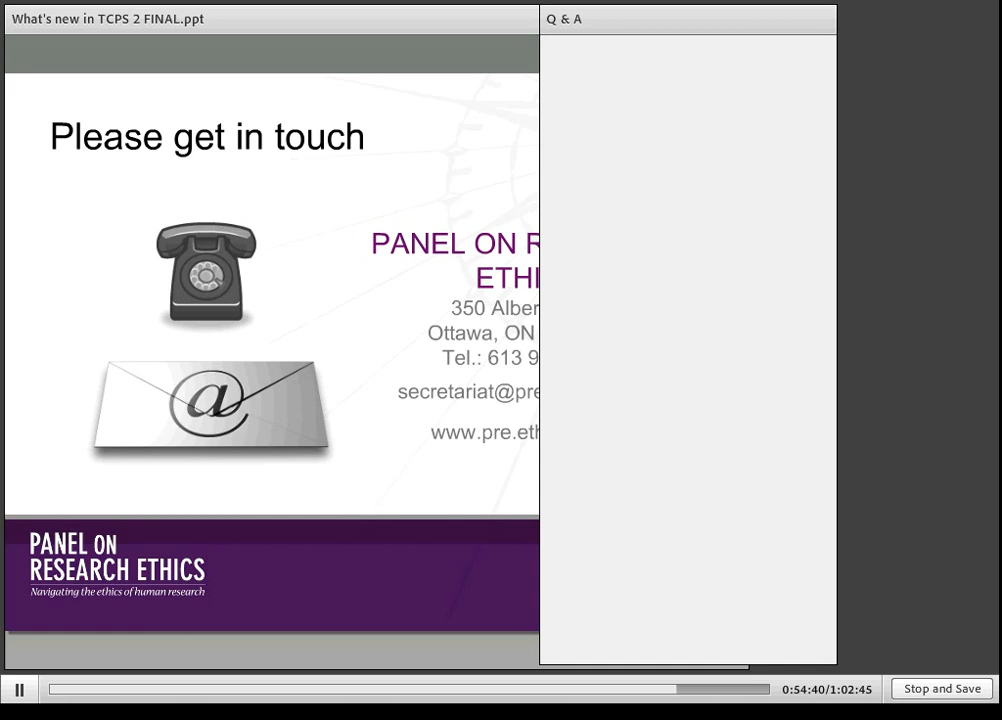 What's new in TCPS 2 FINAL.ppt
Q & A
Please get in touch
PANEL ON R
ETHI
350 Alber
Ottawa, ON
Tel.: 613 9
secretariat@pre
www.pre.eth
@
PANEL ON
RESEARCH ETHICS
Navigating the ethics of human research
0:54:40/1:02:45
Stop and Save